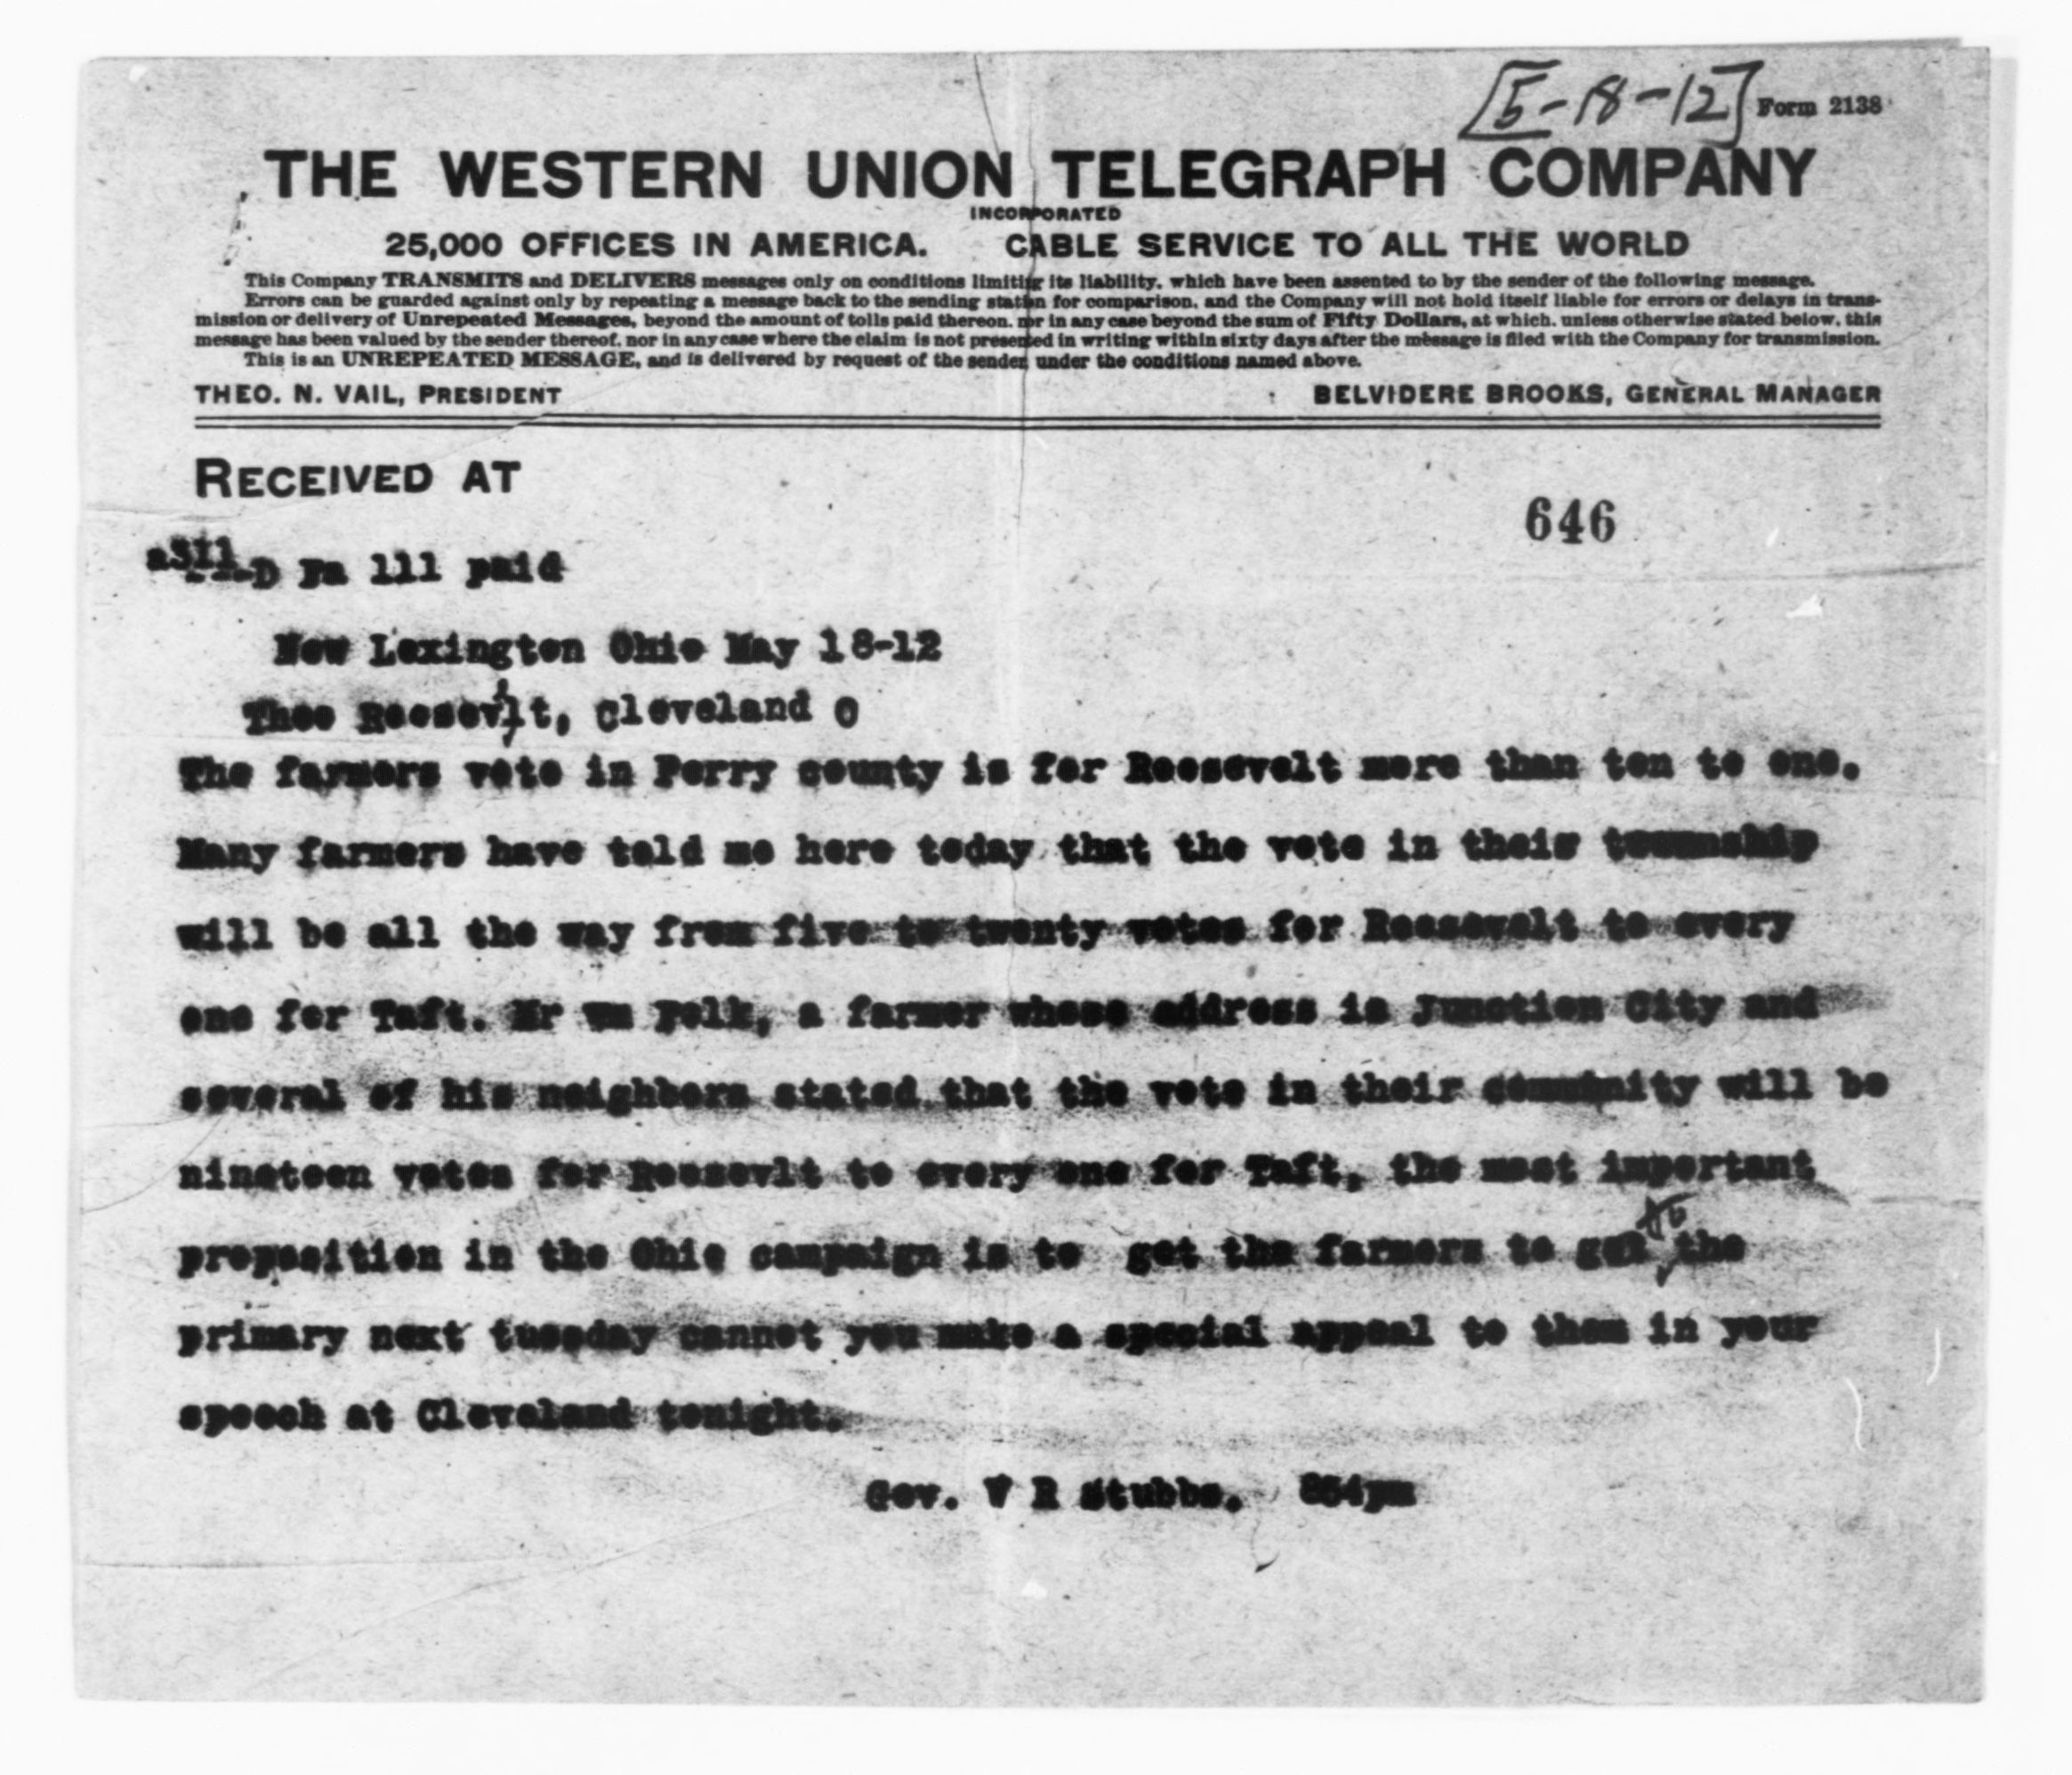 [5-18-12] Form 2138
THE WESTERN UNION TELEGRAPH COMPANY
INCORPORATED
25,000 OFFICES IN AMERICA. CABLE SERVICE TO ALL THE WORLD
This Company TRANSMITS and DELIVERS messages only on conditions limiting its liability, which have been assented to by the sender of the following message.
Errors can be guarded against only by repeating a message back to the sending station for comparison, and the Company will not hold itself liable for errors or delays in trans-
mission or delivery of Unrepeated Messages, beyond the amount of tolls paid thereon, nor in any case beyond the sum of Fifty Dollars, at which, unless otherwise stated below, this
message has been valued by the sender thereof, nor in any case where the claim is not presented in writing within sixty days after the message is filed with the Company for transmission.
This is an UNREPEATED MESSAGE, and is delivered by request of the sender under the conditions named above.
THEO. N. VAIL, PRESIDENT BELVIDERE BROOKS, GENERAL MANAGER
RECEIVED AT
646
D Fa 111 paid
New Lexington Ohio May 18-12
Theo Roosevlt, Cleveland O
The farmers vote in Perry county is for Roosevelt more than ten to one.
Many farmers have told me here today that the vote in their townnship
will be all the way from five to twenty votes for Roosevelt to every
one for Taft. Mr Wm Polk, a farmer whose address is Junction City and
several of his neighbors stated that the vote in their community will be
nineteen votes for Roosevlt to every one for Taft, the most important
proposition in the Ohio campaign is to get the farmers to get to the
primary next tuesday cannot you make a special appeal to them in your
speech at Cleveland tonight.
Gov. W R Stubbs. 854pm